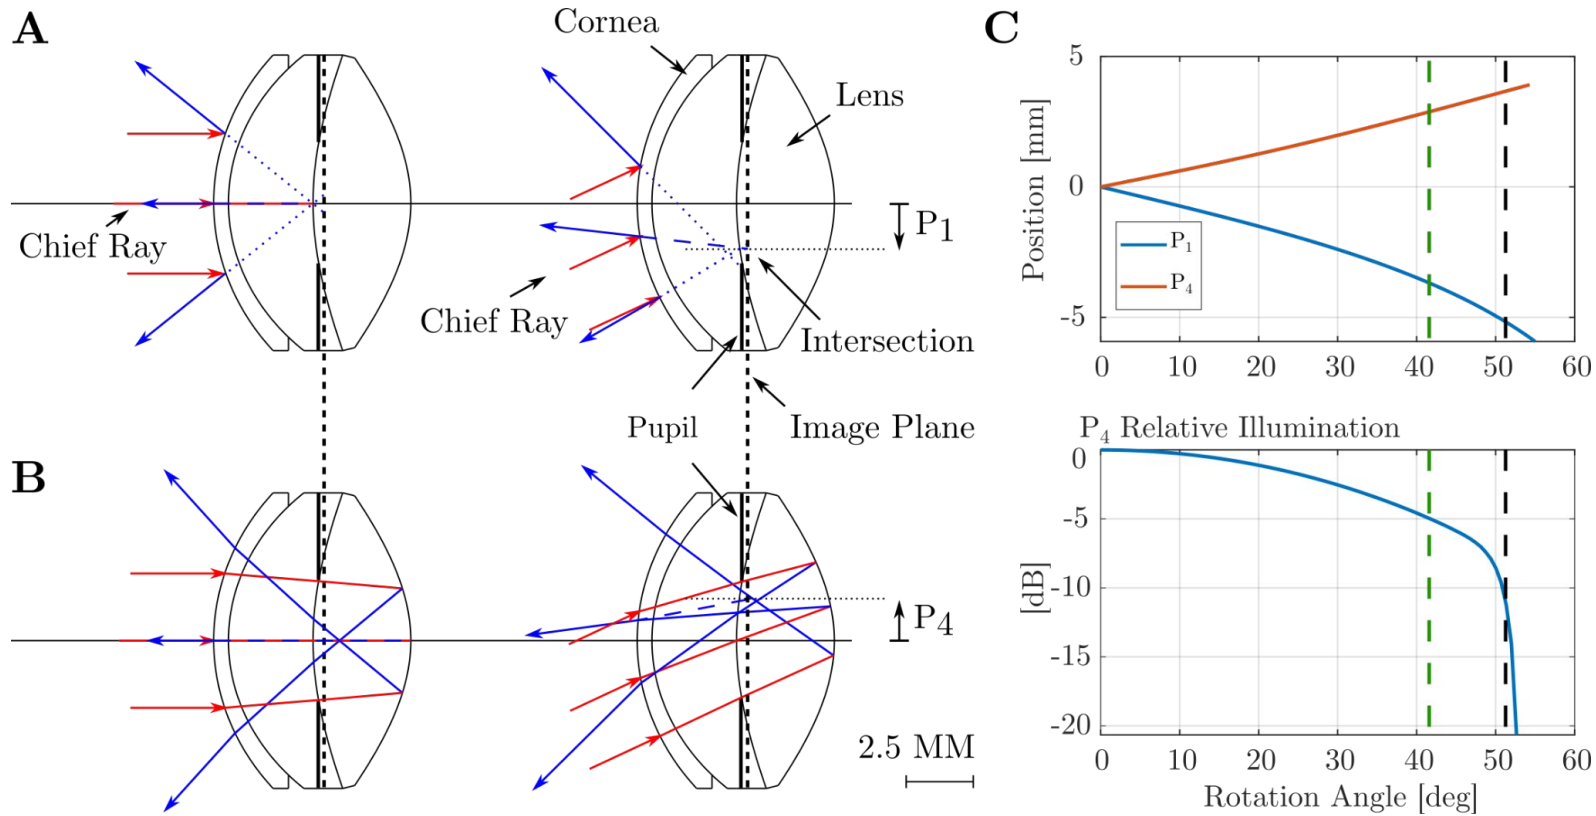 A
Cornea
Lens
Chief Ray
P1
Chief Ray
Intersection
Pupil
Image Plane
B
P4
2.5 MM
C
5
0
-5
Position [mm]
P1
P4
0 10 20 30 40 50 60
P4 Relative Illumination
0
-5
-10
-15
-20
[dB]
0 10 20 30 40 50 60
Rotation Angle [deg]